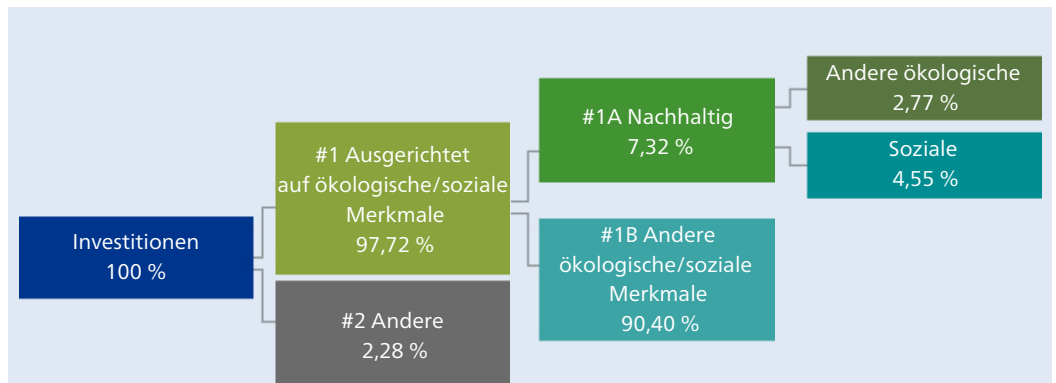 Investitionen
100 %
#1 Ausgerichtet
auf ökologische/soziale
Merkmale
97,72 %
#2 Andere
2,28 %
#1A Nachhaltig
7,32 %
#1B Andere
ökologische/soziale
Merkmale
90,40 %
Andere ökologische
2,77 %
Soziale
4,55 %